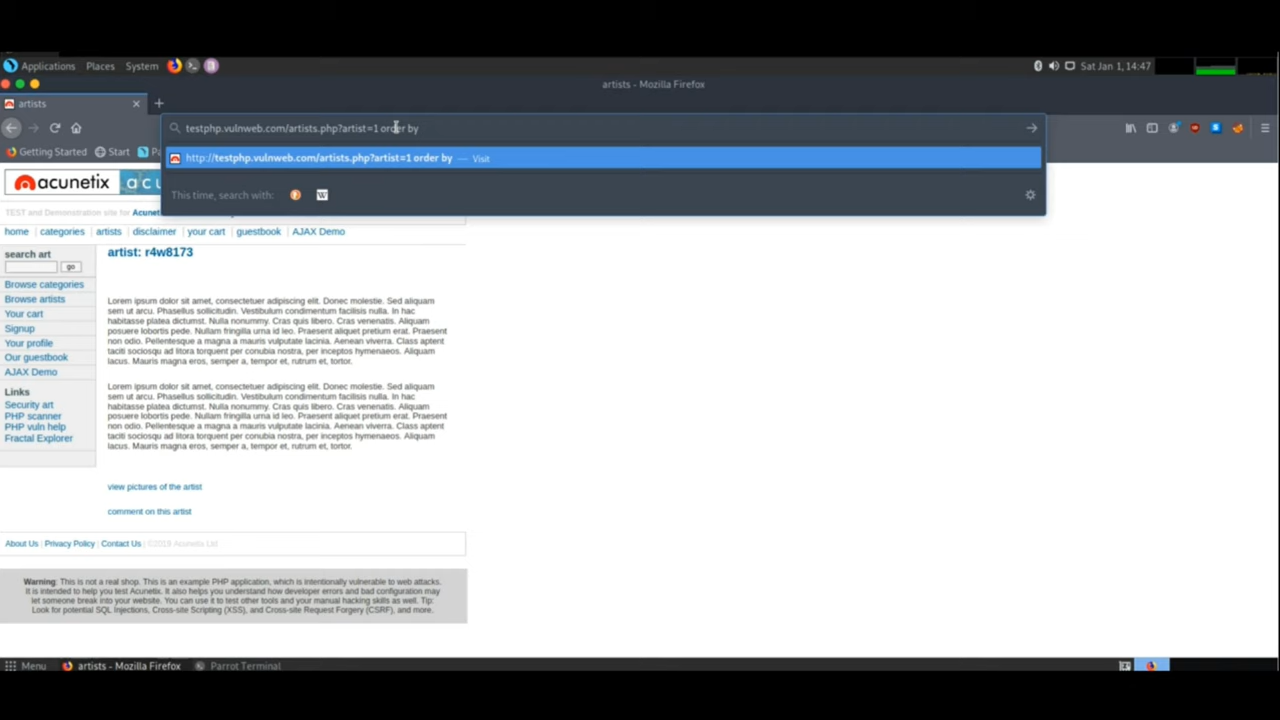 Applications Places System
Sat Jan 1, 14:47
artists - Mozilla Firefox
artists
testphp.vulnweb.com/artists.php?artist=1 order by
http://testphp.vulnweb.com/artists.php?artist=1 order by — Visit
This time, search with: W
Getting Started Start
acunetix acu
TEST and Demonstration site for Acunetix
home | categories | artists | disclaimer | your cart | guestbook | AJAX Demo
search art
go
Browse categories
Browse artists
Your cart
Signup
Your profile
Our guestbook
AJAX Demo
Links
Security art
PHP scanner
PHP vuln help
Fractal Explorer
artist: r4w8173
Lorem ipsum dolor sit amet, consectetuer adipiscing elit. Donec molestie. Sed aliquam
sem ut arcu. Phasellus sollicitudin. Vestibulum condimentum facilisis nulla. In hac
habitasse platea dictumst. Nulla nonummy. Cras quis libero. Cras venenatis. Aliquam
posuere lobortis pede. Nullam fringilla urna id leo. Praesent aliquet pretium erat. Praesent
non odio. Pellentesque a magna a mauris vulputate lacinia. Aenean viverra. Class aptent
taciti sociosqu ad litora torquent per conubia nostra, per inceptos hymenaeos. Aliquam
lacus. Mauris magna eros, semper a, tempor et, rutrum et, tortor.
Lorem ipsum dolor sit amet, consectetuer adipiscing elit. Donec molestie. Sed aliquam
sem ut arcu. Phasellus sollicitudin. Vestibulum condimentum facilisis nulla. In hac
habitasse platea dictumst. Nulla nonummy. Cras quis libero. Cras venenatis. Aliquam
posuere lobortis pede. Nullam fringilla urna id leo. Praesent aliquet pretium erat. Praesent
non odio. Pellentesque a magna a mauris vulputate lacinia. Aenean viverra. Class aptent
taciti sociosqu ad litora torquent per conubia nostra, per inceptos hymenaeos. Aliquam
lacus. Mauris magna eros, semper a, tempor et, rutrum et, tortor.
view pictures of the artist
comment on this artist
About Us | Privacy Policy | Contact Us | ©2019 Acunetix Ltd
Warning: This is not a real shop. This is an example PHP application, which is intentionally vulnerable to web attacks.
It is intended to help you test Acunetix. It also helps you understand how developer errors and bad configuration may
let someone break into your website. You can use it to test other tools and your manual hacking skills as well. Tip:
Look for potential SQL Injections, Cross-site Scripting (XSS), and Cross-site Request Forgery (CSRF), and more.
Menu artists - Mozilla Firefox Parrot Terminal